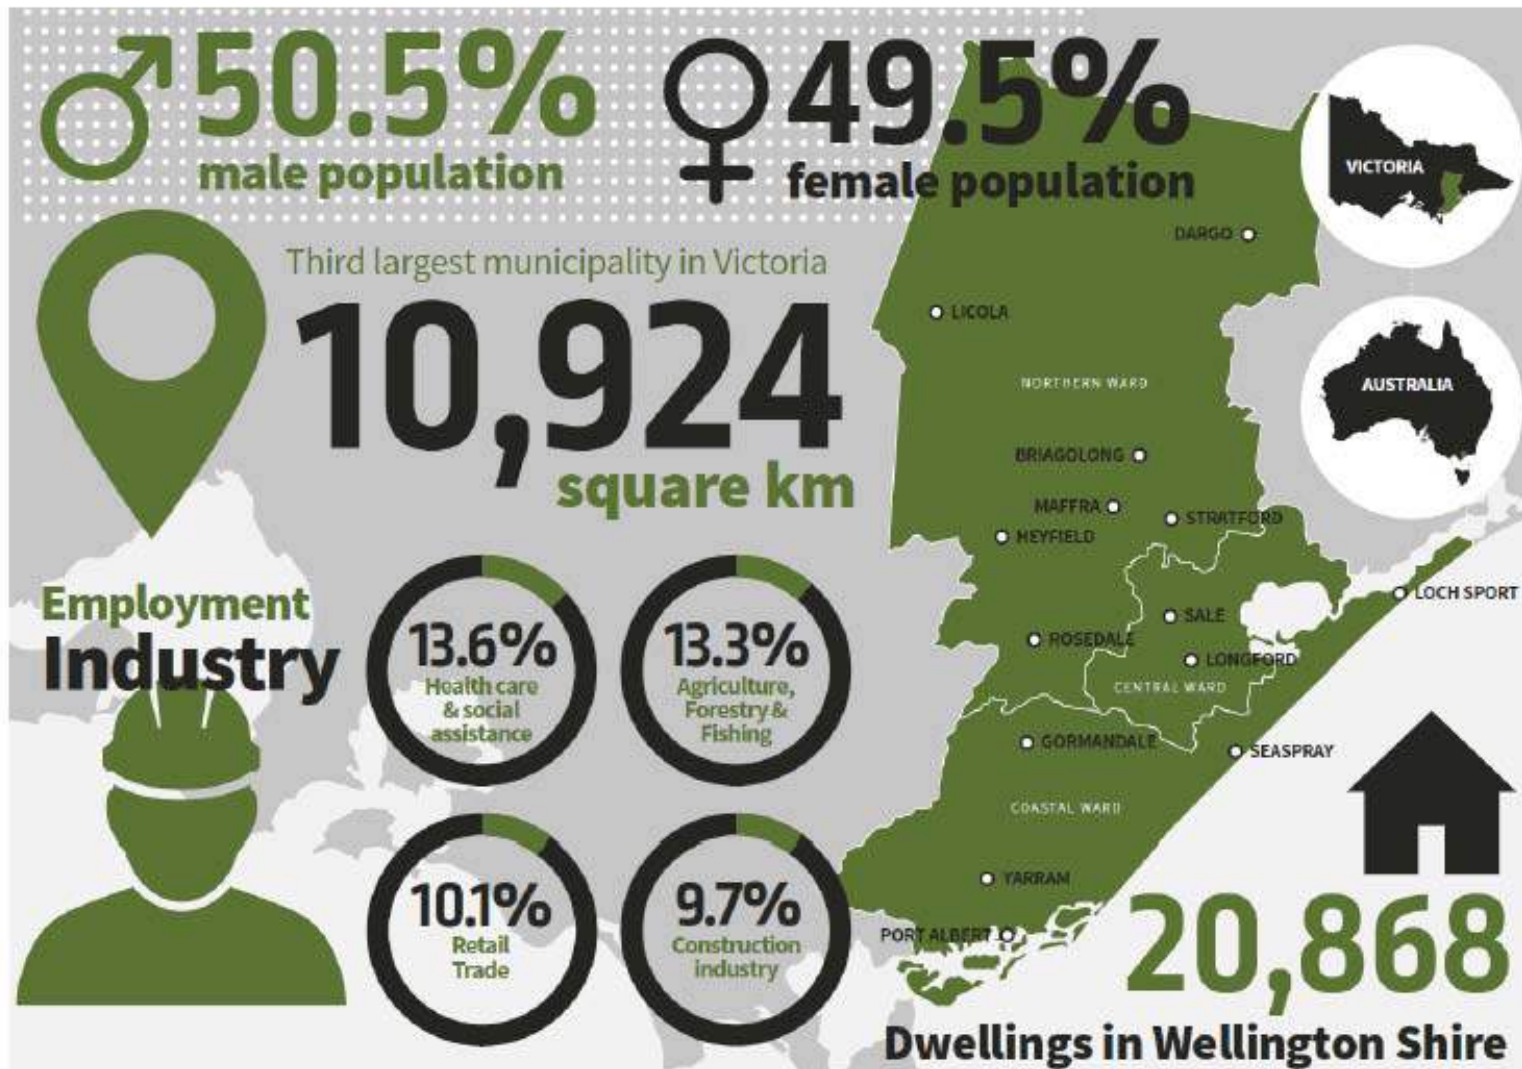 50.5%
male population
49.5%
female population
Third largest municipality in Victoria
10,924
square km
Employment
Industry
13.6%
Health care
& social
assistance
13.3%
Agriculture,
Forestry &
Fishing
10.1%
Retail
Trade
9.7%
Construction
industry
VICTORIA
AUSTRALIA
DARGO
LICOLA
NORTHERN WARD
BRIAGOLONG
MAFFRA
STRATFORD
HEYFIELD
LOCH SPORT
SALE
ROSEDALE
LONGFORD
CENTRAL WARD
GORMANDALE
SEASPRAY
COASTAL WARD
YARRAM
PORT ALBERT
20,868
Dwellings in Wellington Shire